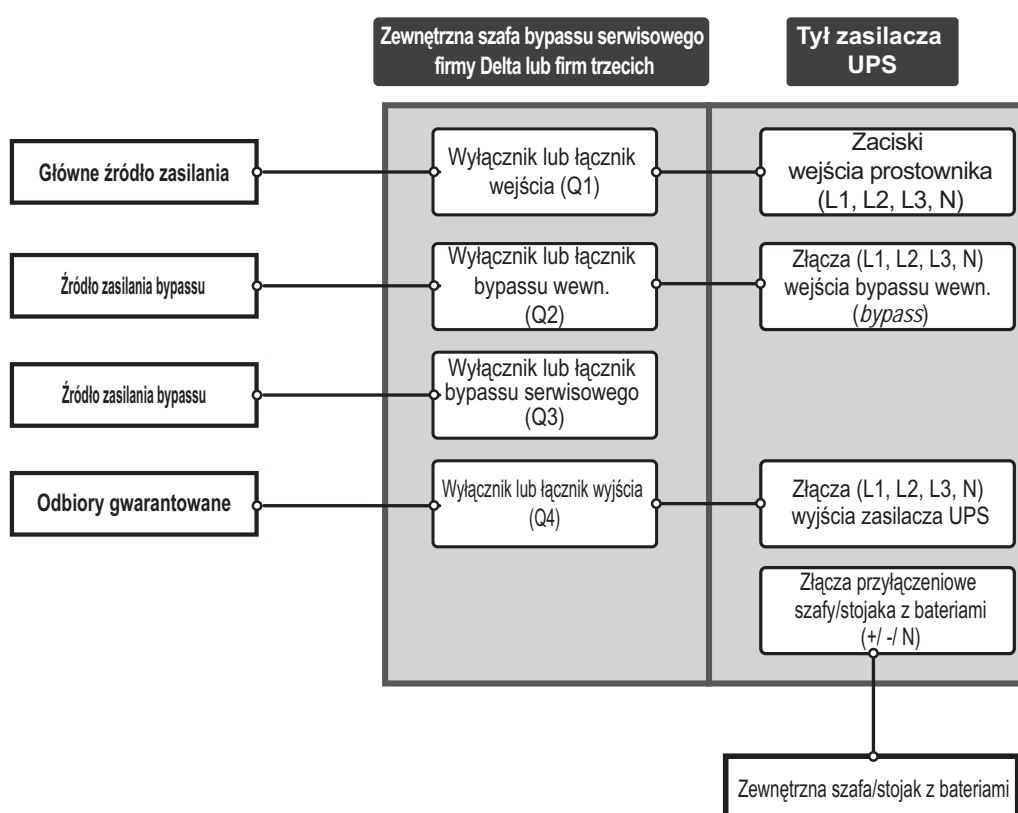 Zewnętrzna szafa bypassu serwisowego
firmy Delta lub firm trzecich
Tył zasilacza
UPS
Główne źródło zasilania
Wyłącznik lub łącznik
wejścia (Q1)
Zaciski
wejścia prostownika
(L1, L2, L3, N)
Źródło zasilania bypassu
Wyłącznik lub łącznik
bypassu wewn.
(Q2)
Złącza (L1, L2, L3, N)
wejścia bypassu wewn.
(bypass)
Źródło zasilania bypassu
Wyłącznik lub łącznik
bypassu serwisowego
(Q3)
Odbiory gwarantowane
Wyłącznik lub łącznik wyjścia
(Q4)
Złącza (L1, L2, L3, N)
wyjścia zasilacza UPS
Złącza przyłączeniowe
szafy/stojaka z bateriami
(+/ -/ N)
Zewnętrzna szafa/stojak z bateriami